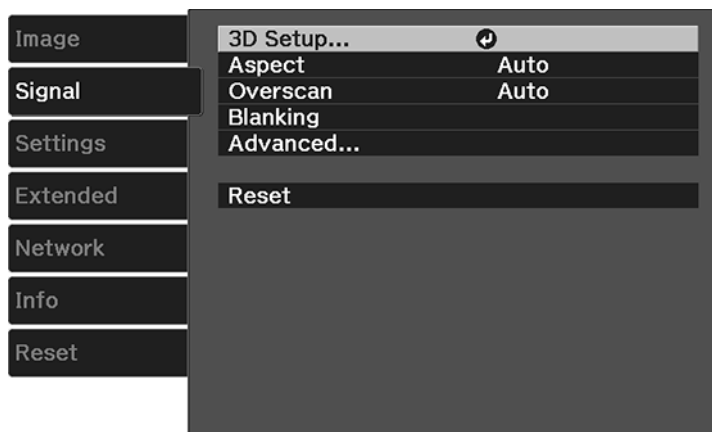 Image
Signal
Settings
Extended
Network
Info
Reset
3D Setup...
Aspect Auto
Overscan Auto
Blanking
Advanced...
Reset